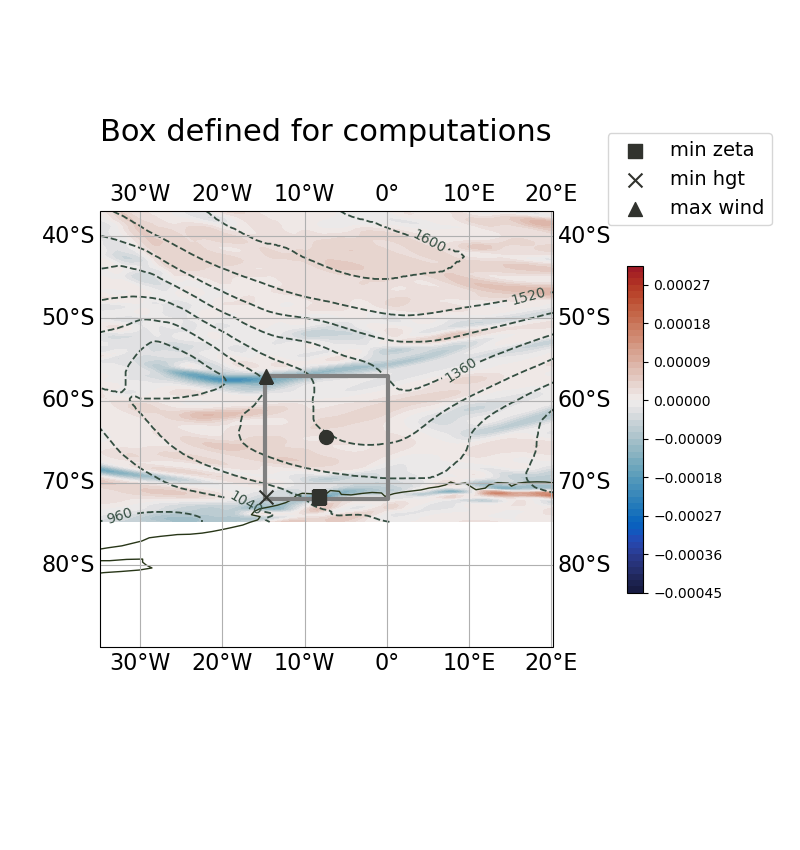 Box defined for computations
min zeta
min hgt
max wind
30°W 20°W 10°W 0° 10°E 20°E
40°S 40°S
50°S 50°S
60°S 60°S
70°S 70°S
80°S 80°S
1600
1520
1360
1040
960
30°W 20°W 10°W 0° 10°E 20°E
0.00027
0.00018
0.00009
0.00000
−0.00009
−0.00018
−0.00027
−0.00036
−0.00045